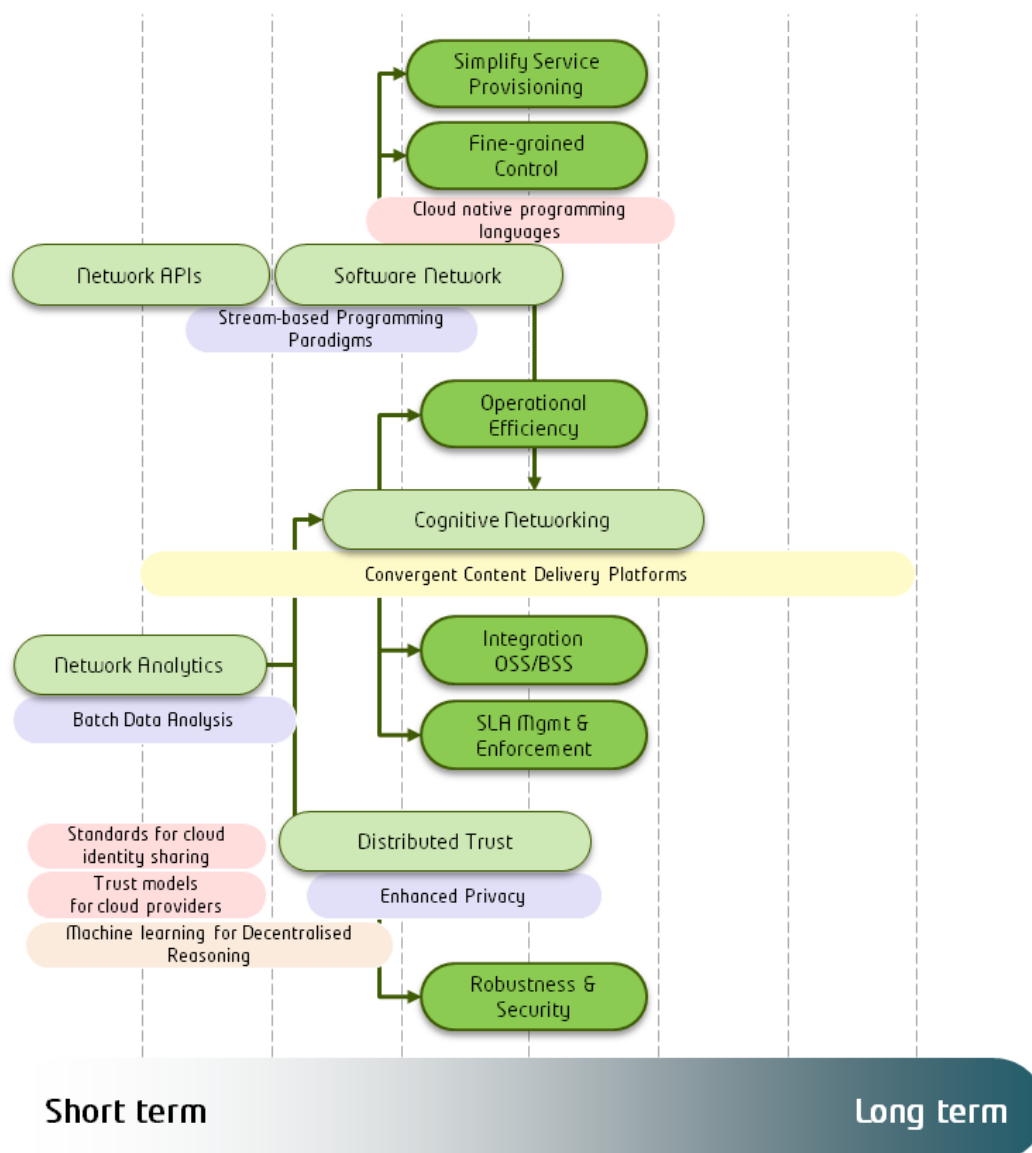 Simplify Service
Provisioning
Fine-grained
Control
Cloud native programming
languages
Network APIs
Software Network
Stream-based Programming
Paradigms
Operational
Efficiency
Cognitive Networking
Convergent Content Delivery Platforms
Integration
OSS/BSS
Network Analytics
Batch Data Analysis
SLA Mgmt &
Enforcement
Distributed Trust
Standards for cloud
identity sharing
Trust models
for cloud providers
Enhanced Privacy
Machine learning for Decentralised
Reasoning
Robustness &
Security
Short term
Long term